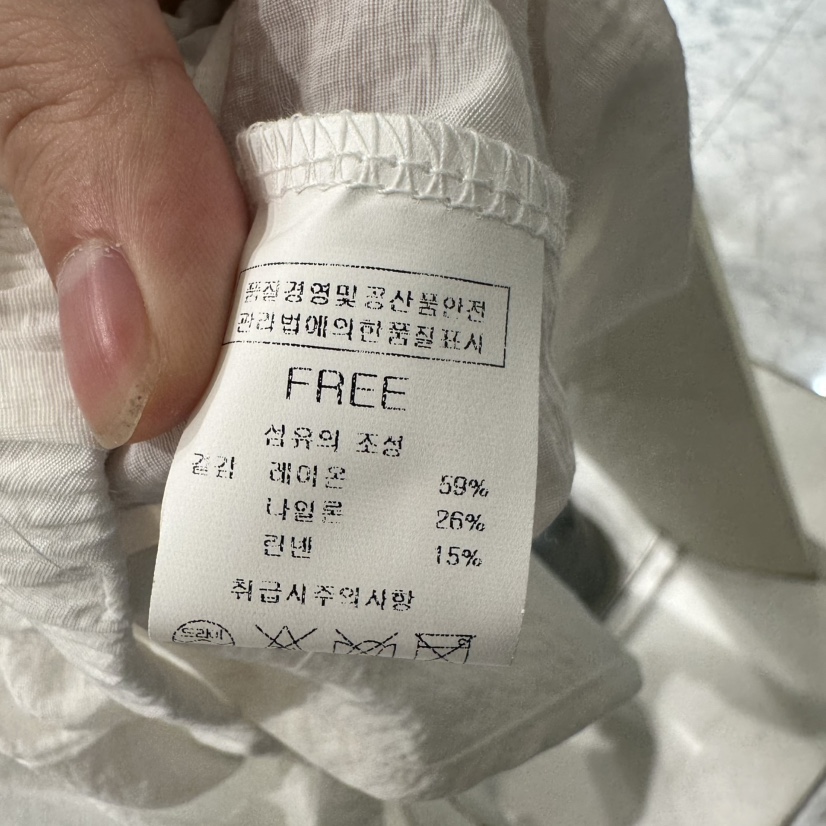 품질경영및공산품안전
관리법에의한품질표시
FREE
섬유의 조성
겉감 레이온 59%
나일론 26%
린넨 15%
취급시주의사항
드라이